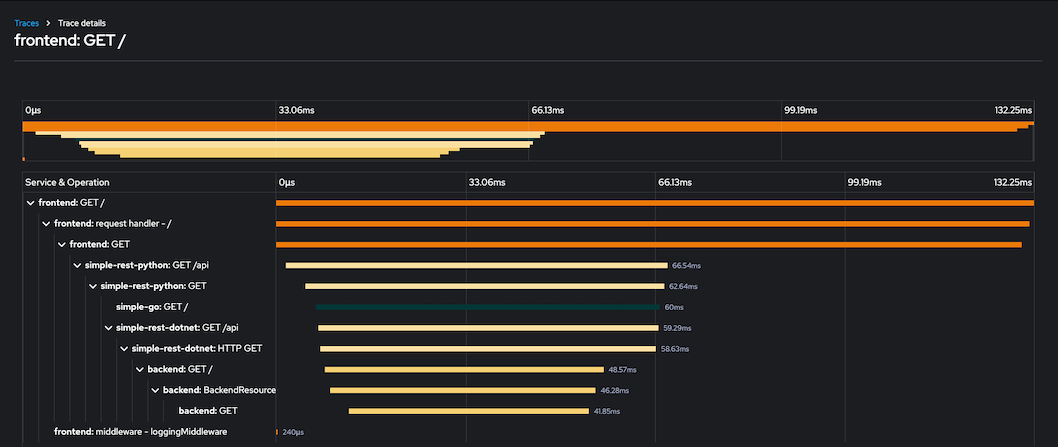 Traces > Trace details
frontend: GET /
0μs 33.06ms 66.13ms 99.19ms 132.25ms
Service & Operation 0μs 33.06ms 66.13ms 99.19ms 132.25ms
frontend: GET /
frontend: request handler - /
frontend: GET
simple-rest-python: GET /api 66.54ms
simple-rest-python: GET 62.64ms
simple-go: GET / 60ms
simple-rest-dotnet: GET /api 59.29ms
simple-rest-dotnet: HTTP GET 58.63ms
backend: GET / 48.57ms
backend: BackendResource 46.28ms
backend: GET 41.85ms
frontend: middleware - loggingMiddleware 240μs